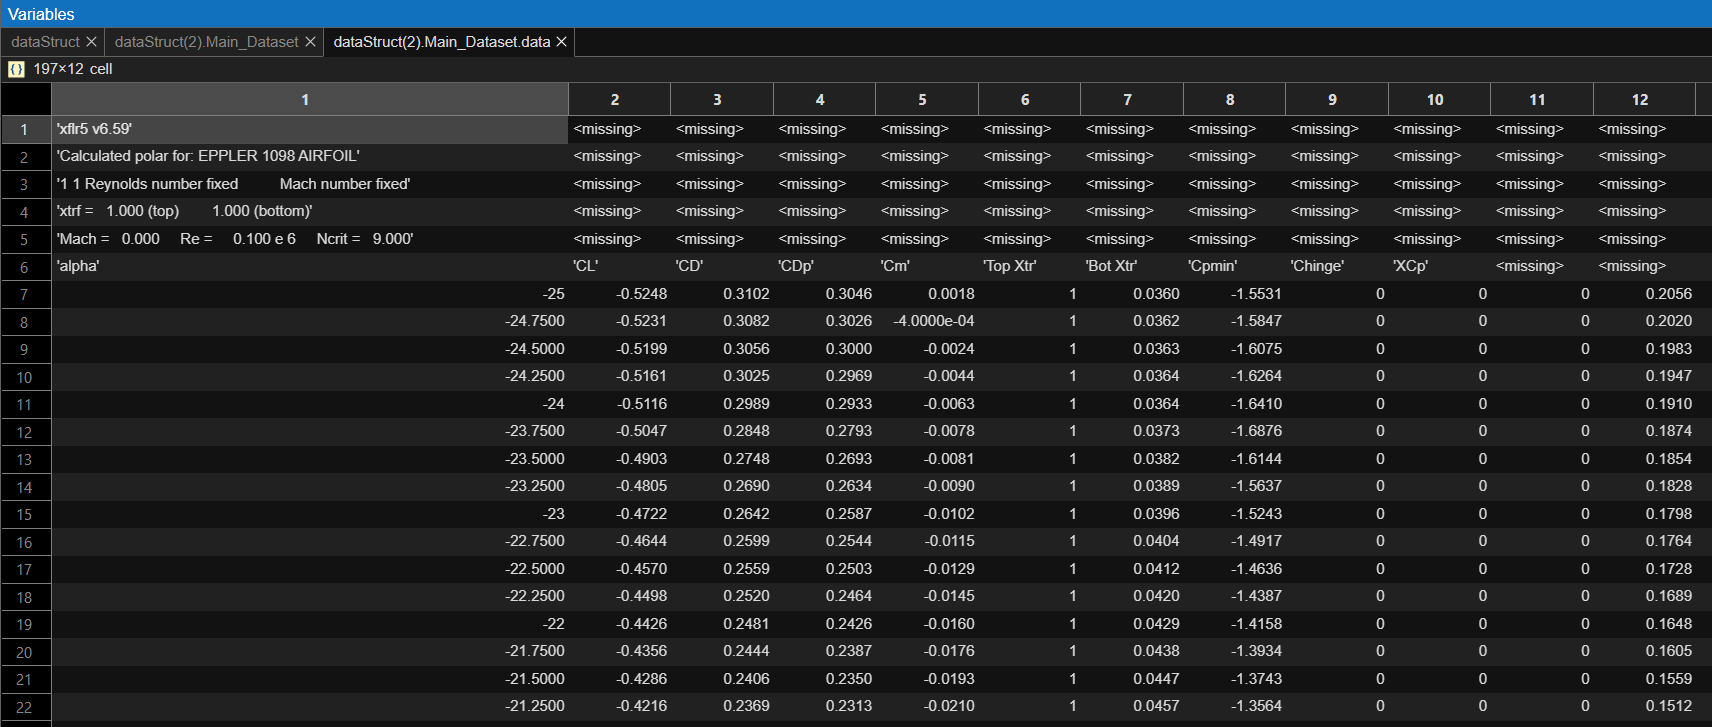 Variables
dataStruct × dataStruct(2).Main_Dataset × dataStruct(2).Main_Dataset.data ×
{} 197×12 cell
1 2 3 4 5 6 7 8 9 10 11 12
1 'xflr5 v6.59' <missing> <missing> <missing> <missing> <missing> <missing> <missing> <missing> <missing> <missing> <missing>
2 'Calculated polar for: EPPLER 1098 AIRFOIL' <missing> <missing> <missing> <missing> <missing> <missing> <missing> <missing> <missing> <missing> <missing>
3 '1 1 Reynolds number fixed Mach number fixed' <missing> <missing> <missing> <missing> <missing> <missing> <missing> <missing> <missing> <missing> <missing>
4 'xtrf = 1.000 (top) 1.000 (bottom)' <missing> <missing> <missing> <missing> <missing> <missing> <missing> <missing> <missing> <missing> <missing>
5 'Mach = 0.000 Re = 0.100 e 6 Ncrit = 9.000' <missing> <missing> <missing> <missing> <missing> <missing> <missing> <missing> <missing> <missing> <missing>
6 'alpha' 'CL' 'CD' 'CDp' 'Cm' 'Top Xtr' 'Bot Xtr' 'Cpmin' 'Chinge' 'XCp' <missing> <missing>
7 -25 -0.5248 0.3102 0.3046 0.0018 1 0.0360 -1.5531 0 0 0 0.2056
8 -24.7500 -0.5231 0.3082 0.3026 -4.0000e-04 1 0.0362 -1.5847 0 0 0 0.2020
9 -24.5000 -0.5199 0.3056 0.3000 -0.0024 1 0.0363 -1.6075 0 0 0 0.1983
10 -24.2500 -0.5161 0.3025 0.2969 -0.0044 1 0.0364 -1.6264 0 0 0 0.1947
11 -24 -0.5116 0.2989 0.2933 -0.0063 1 0.0364 -1.6410 0 0 0 0.1910
12 -23.7500 -0.5047 0.2848 0.2793 -0.0078 1 0.0373 -1.6876 0 0 0 0.1874
13 -23.5000 -0.4903 0.2748 0.2693 -0.0081 1 0.0382 -1.6144 0 0 0 0.1854
14 -23.2500 -0.4805 0.2690 0.2634 -0.0090 1 0.0389 -1.5637 0 0 0 0.1828
15 -23 -0.4722 0.2642 0.2587 -0.0102 1 0.0396 -1.5243 0 0 0 0.1798
16 -22.7500 -0.4644 0.2599 0.2544 -0.0115 1 0.0404 -1.4917 0 0 0 0.1764
17 -22.5000 -0.4570 0.2559 0.2503 -0.0129 1 0.0412 -1.4636 0 0 0 0.1728
18 -22.2500 -0.4498 0.2520 0.2464 -0.0145 1 0.0420 -1.4387 0 0 0 0.1689
19 -22 -0.4426 0.2481 0.2426 -0.0160 1 0.0429 -1.4158 0 0 0 0.1648
20 -21.7500 -0.4356 0.2444 0.2387 -0.0176 1 0.0438 -1.3934 0 0 0 0.1605
21 -21.5000 -0.4286 0.2406 0.2350 -0.0193 1 0.0447 -1.3743 0 0 0 0.1559
22 -21.2500 -0.4216 0.2369 0.2313 -0.0210 1 0.0457 -1.3564 0 0 0 0.1512